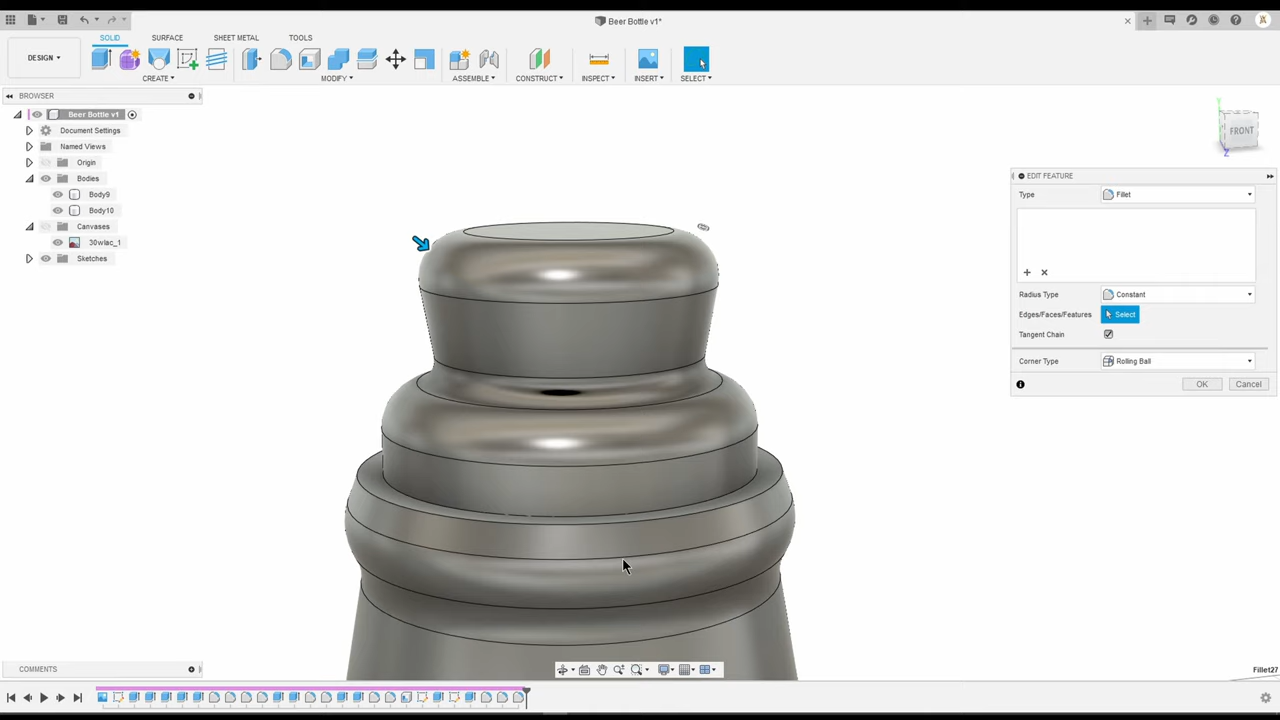 Beer Bottle v1*
DESIGN
SOLID
SURFACE
SHEET METAL
TOOLS
CREATE
MODIFY
ASSEMBLE
CONSTRUCT
INSPECT
INSERT
SELECT
BROWSER
Beer Bottle v1
Document Settings
Named Views
Origin
Bodies
Body9
Body10
Canvases
30wlac_1
Sketches
FRONT
Z
EDIT FEATURE
Type Fillet
Radius Type Constant
Edges/Faces/Features Select
Tangent Chain
Corner Type Rolling Ball
OK Cancel
COMMENTS
Fillet27